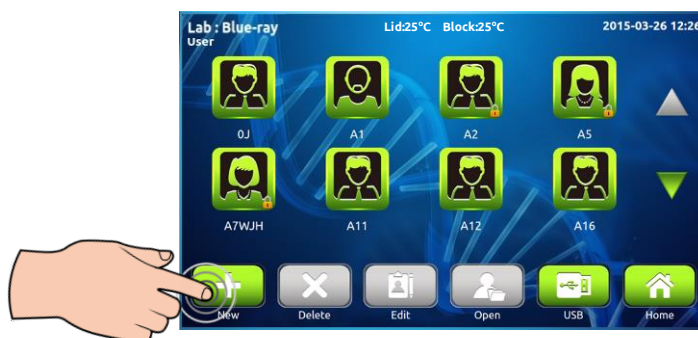 Lab : Blue-ray Lid:25°C Block:25°C 2015-03-26 12:26
User
0J A1 A2 A5
A7WJH A11 A12 A16
New Delete Edit Open USB Home